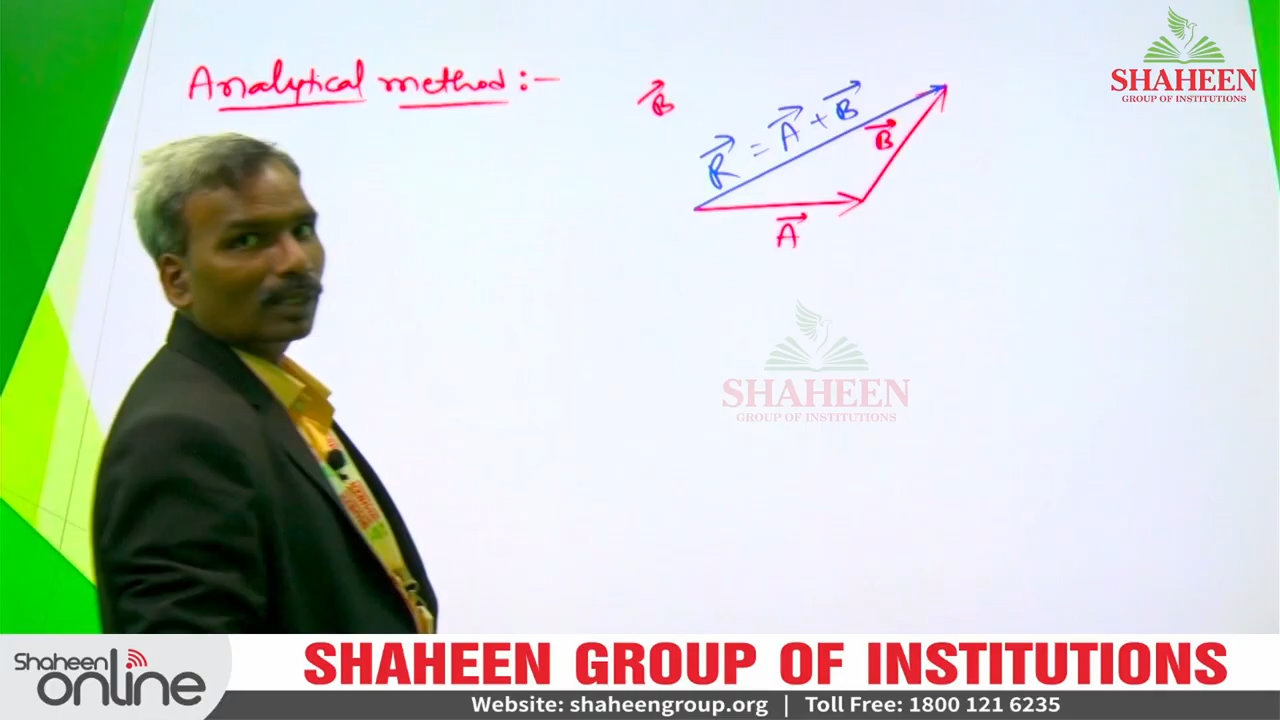 Analytical method :-
B⃗
R⃗ = A⃗ + B⃗
B⃗
A⃗
SHAHEEN
GROUP OF INSTITUTIONS
SHAHEEN
GROUP OF INSTITUTIONS
Shaheen
online
SHAHEEN GROUP OF INSTITUTIONS
Website: shaheengroup.org | Toll Free: 1800 121 6235